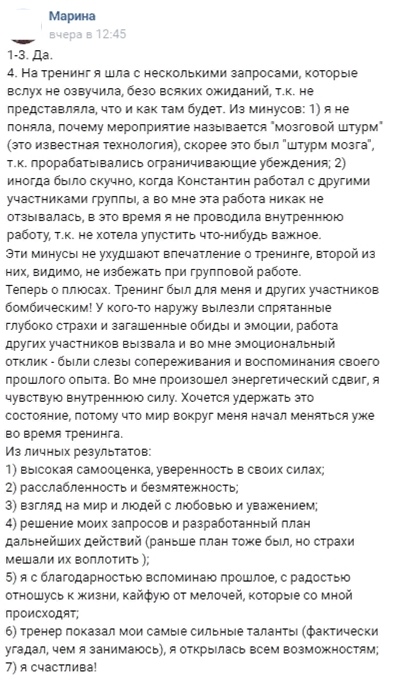 Марина
вчера в 12:45
1-3. Да.
4. На тренинг я шла с несколькими запросами, которые
вслух не озвучила, безо всяких ожиданий, т.к. не
представляла, что и как там будет. Из минусов: 1) я не
поняла, почему мероприятие называется "мозговой штурм"
(это известная технология), скорее это был "штурм мозга",
т.к. прорабатывались ограничивающие убеждения; 2)
иногда было скучно, когда Константин работал с другими
участниками группы, а во мне эта работа никак не
отзывалась, в это время я не проводила внутреннюю
работу, т.к. не хотела упустить что-нибудь важное.
Эти минусы не ухудшают впечатление о тренинге, второй из
них, видимо, не избежать при групповой работе.
Теперь о плюсах. Тренинг был для меня и других участников
бомбическим! У кого-то наружу вылезли спрятанные
глубоко страхи и загашенные обиды и эмоции, работа
других участников вызвала и во мне эмоциональный
отклик - были слезы сопереживания и воспоминания своего
прошлого опыта. Во мне произошел энергетический сдвиг, я
чувствую внутреннюю силу. Хочется удержать это
состояние, потому что мир вокруг меня начал меняться уже
во время тренинга.
Из личных результатов:
1) высокая самооценка, уверенность в своих силах;
2) расслабленность и безмятежность;
3) взгляд на мир и людей с любовью и уважением;
4) решение моих запросов и разработанный план
дальнейших действий (раньше план тоже был, но страхи
мешали их воплотить );
5) я с благодарностью вспоминаю прошлое, с радостью
отношусь к жизни, кайфую от мелочей, которые со мной
происходят;
6) тренер показал мои самые сильные таланты (фактически
угадал, чем я занимаюсь), я открылась всем возможностям;
7) я счастлива!